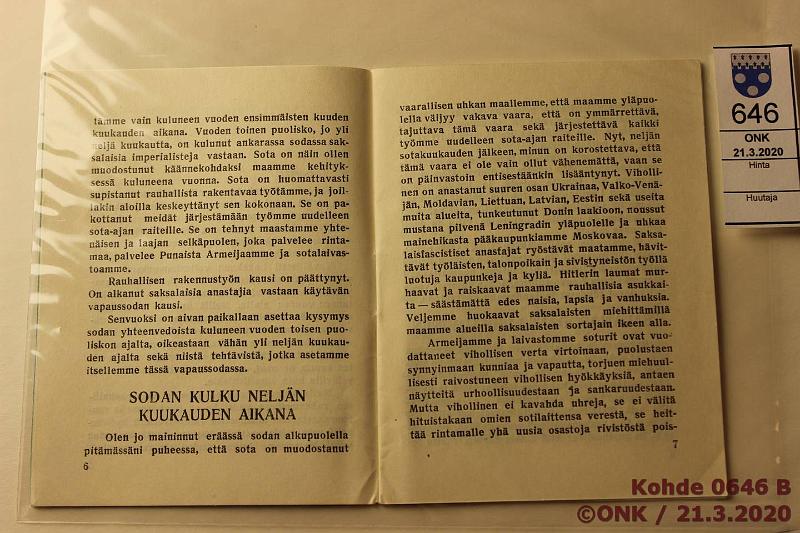 tämme vain kuluneen vuoden ensimmäisten kuuden
kuukauden aikana. Vuoden toinen puolisko, jo yli
neljä kuukautta, on kulunut ankarassa sodassa sak-
salaisia imperialisteja vastaan. Sota on näin ollen
muodostunut käännekohdaksi maamme kehityk-
sessä kuluneena vuonna. Sota on huomattavasti
supistanut rauhallista rakentavaa työtämme, ja joil-
lakin aloilla keskeyttänyt sen kokonaan. Se on pa-
kottanut meidät järjestämään työmme uudelleen
sota-ajan raiteille. Se on tehnyt maastamme yhte-
näisen ja laajan selkäpuolen, joka palvelee rinta-
maa, palvelee Punaista Armeijaamme ja sotalaivas-
toamme.
Rauhallisen rakennustyön kausi on päättynyt.
On alkanut saksalaisia anastajia vastaan käytävän
vapaussodan kausi.
Senvuoksi on aivan paikallaan asettaa kysymys
sodan yhteenvedoista kuluneen vuoden toisen puo-
liskon ajalta, oikeastaan vähän yli neljän kuukau-
den ajalta sekä niistä tehtävistä, jotka asetamme
itsellemme tässä vapaussodassa.
SODAN KULKU NELJÄN
KUUKAUDEN AIKANA
Olen jo maininnut eräässä sodan alkupuolella
pitämässäni puheessa, että sota on muodostanut
6
vaarallisen uhkan maallemme, että maamme yläpuo-
lella väljyy vakava vaara, että on ymmärrettävä,
tajuttava tämä vaara sekä järjestettävä kaikki
työmme uudelleen sota-ajan raiteille. Nyt, neljän
sotakuukauden jälkeen, minun on korostettava, että
tämä vaara ei ole vain ollut vähenemättä, vaan se
on päinvastoin entisestäänkin lisääntynyt. Vihollі-
nen on anastanut suuren osan Ukrainaa, Valko-Venä-
jän, Moldavian, Liettuan, Latvian, Eestin sekä useita
muita alueita, tunkeutunut Donin laakioon, noussut
mustana pilvenä Leningradin yläpuolelle ja uhkaa
mainehikasta pääkaupunkiamme Moskovaa. Saksa-
laisfascistiset anastajat ryöstävät maatamme, hävit-
tävät työläisten, talonpoikain ja sivistyneistön työllä
luotuja kaupunkeja ja kyliä. Hitlerin laumat mur-
haavat ja raiskaavat maamme rauhallisia asukkai-
ta — säästämättä edes naisia, lapsia ja vanhuksia.
Veljemme huokaavat saksalaisten miehittämillä
maamme alueilla saksalaisten sortajain ikeen alla.
Armeijamme ja laivastomme soturit ovat vuo-
dattaneet vihollisen verta virtoinaan, puolustaen
synnyinmaan kunniaa ja vapautta, torjuen miehuul-
lisesti raivostuneen vihollisen hyökkäyksiä, antaen
näytteitä urhoollisuudestaan ja sankaruudestaan.
Mutta vihollinen ei kavahda uhreja, se ei välitä
hituistakaan omien sotilaittensa verestä, se heit-
tää rintamalle yhä uusia osastoja rivistöstä pois-
7
646
ONK
21.3.2020
Hinta
Huutaja
Kohde 0646 B
©ONK / 21.3.2020